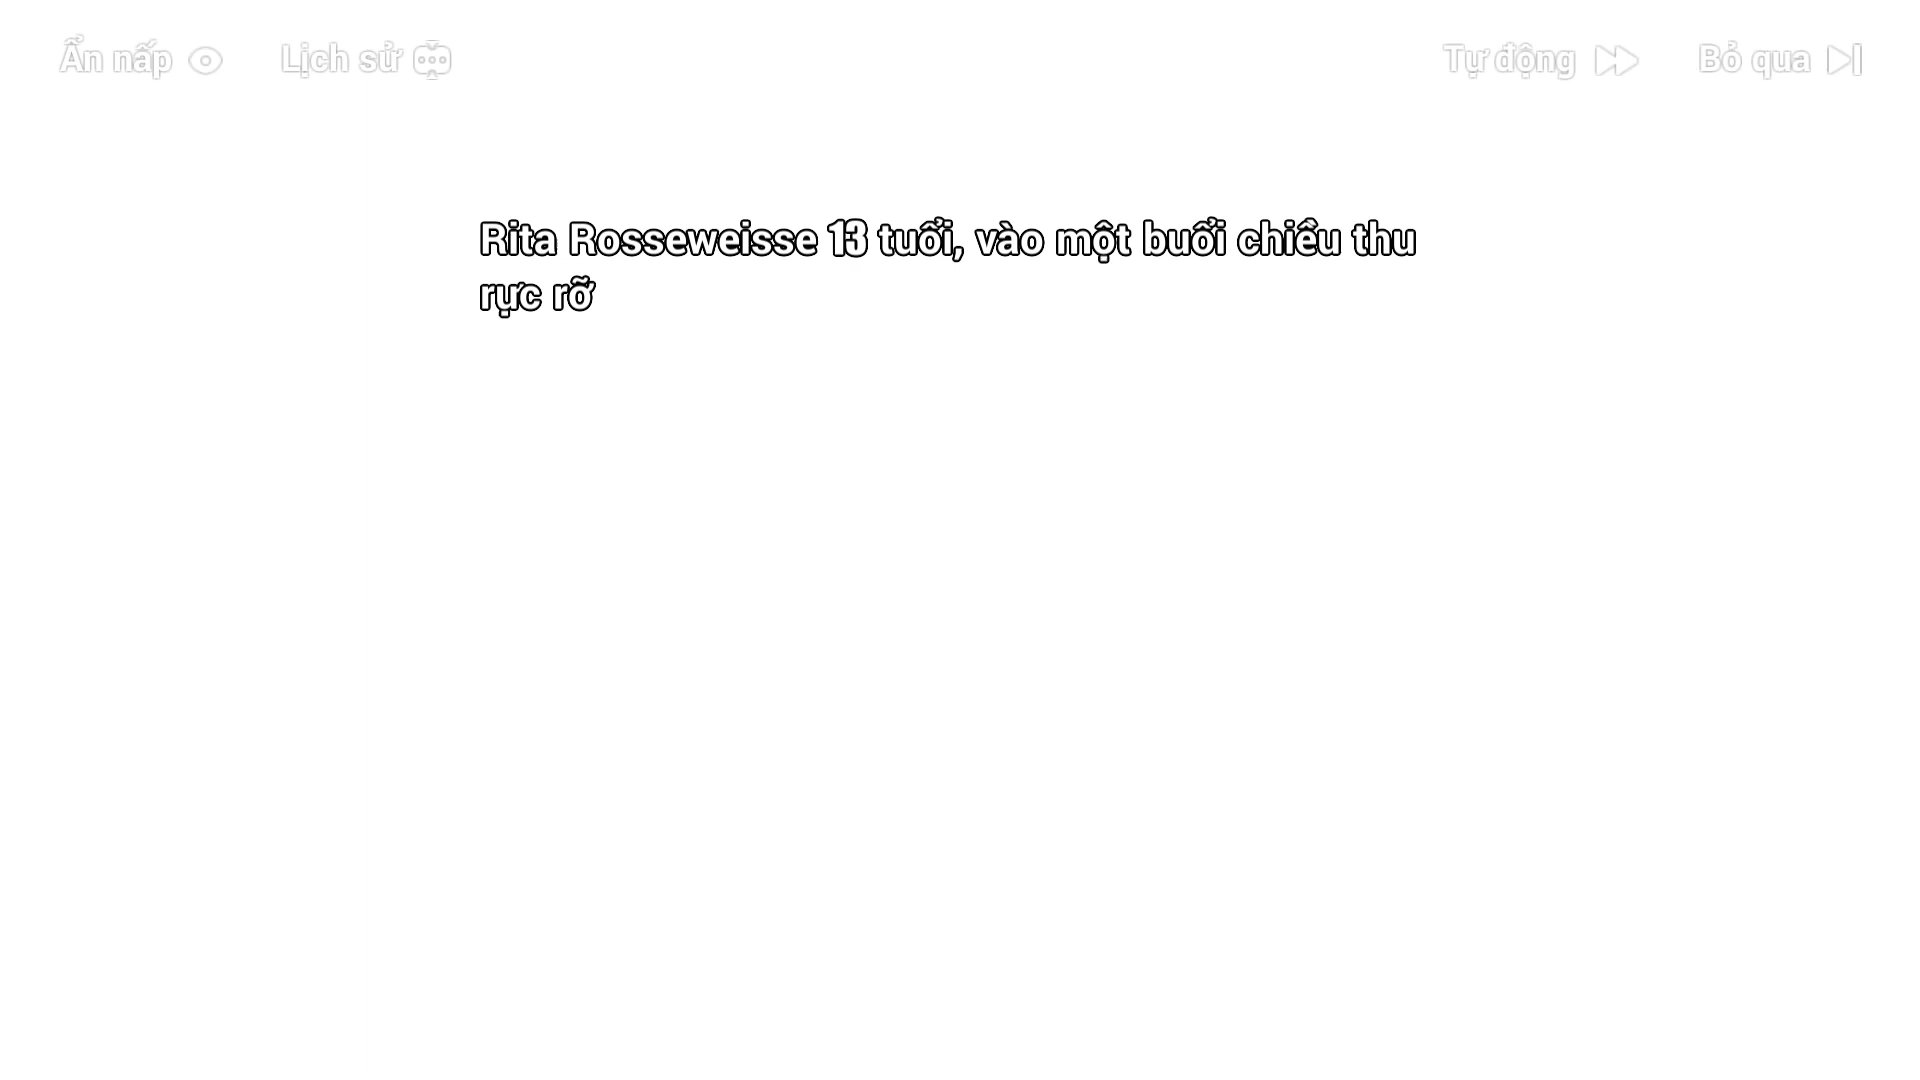 Ẩn nấp Lịch sử Tự động Bỏ qua
Rita Rosseweisse 13 tuổi, vào một buổi chiều thu
rực rỡ